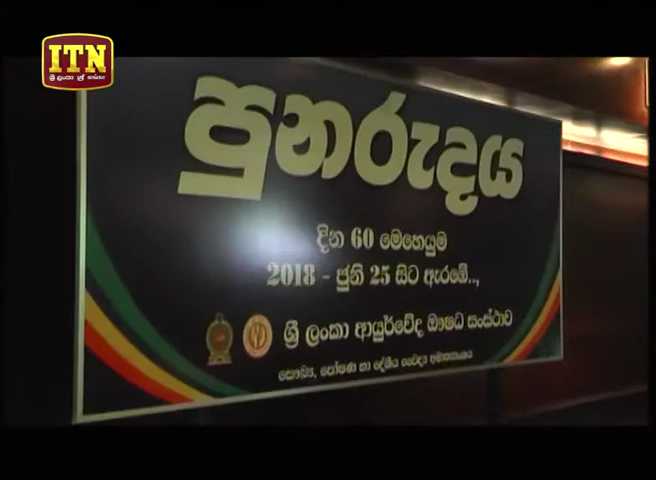 ITN
ශ්‍රී ලංකා
පුනරුදය
දින 60 මෙහෙයුම
2018 - ජුනි 25 සිට ඇරඹේ..,
ශ්‍රී ලංකා ආයුර්වේද ඖෂධ සංස්ථාව
සෞඛ්‍ය, පෝෂණ හා දේශීය වෛද්‍ය අමාත්‍යාංශය